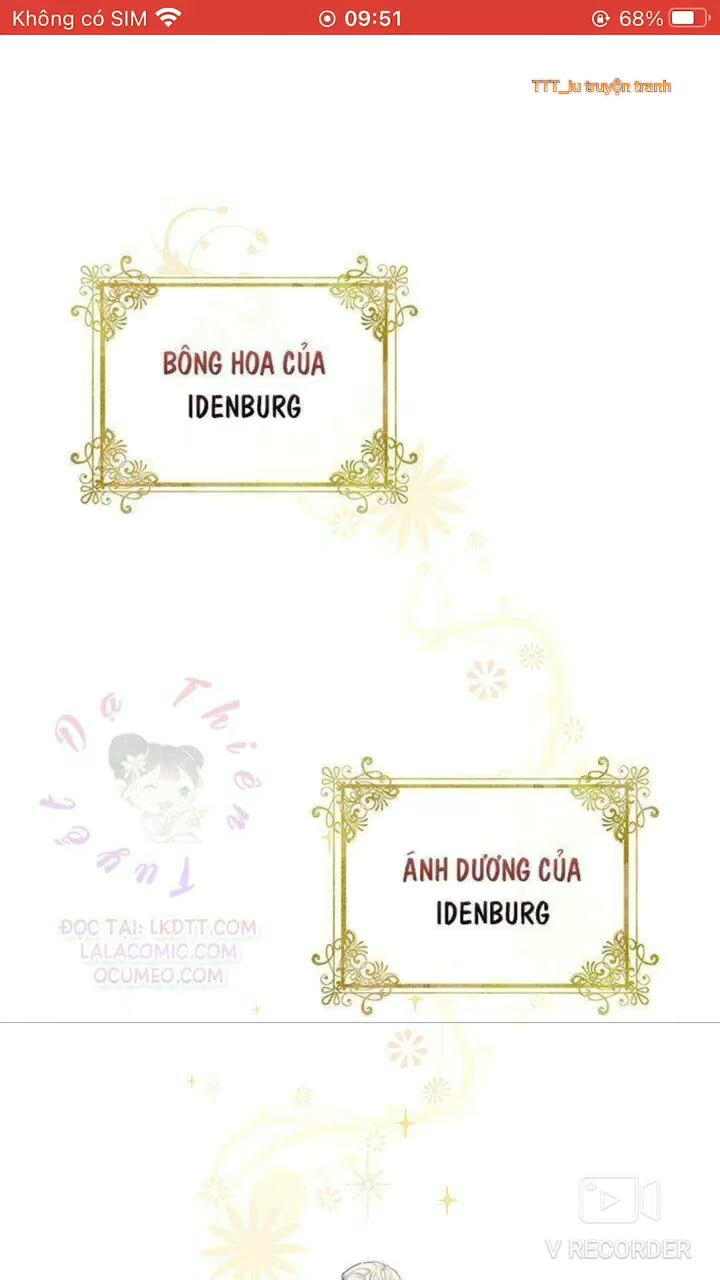 Không có SIM 09:51 68%
TTT_iu truyện tranh
BÔNG HOA CỦA
IDENBURG
Dạ Thiên Tuyết
ÁNH DƯƠNG CỦA
IDENBURG
ĐỌC TẠI: LKDTT.COM
LALACOMIC.COM
OCUMEO.COM
V RECORDER